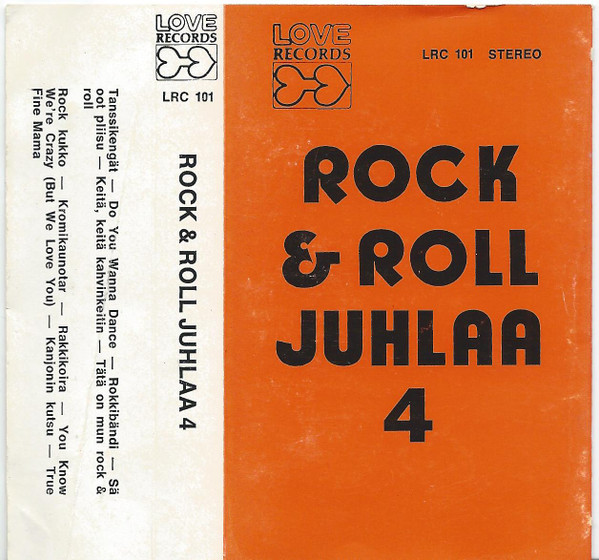 LOVE
RECORDS
LRC 101
Tanssikengät — Do You Wanna Dance — Rokkibändi — Sä
oot pliisu — Keitä, keitä kahvinkeitin — Tätä on mun rock &
roll
Rock kukko — Kromikaunotar — Rakkikoira — You Know
We're Crazy (But We Love You) — Kanjonin kutsu — True
Fine Mama
ROCK & ROLL JUHLAA 4
LOVE
RECORDS
LRC 101 STEREO
ROCK
& ROLL
JUHLAA
4